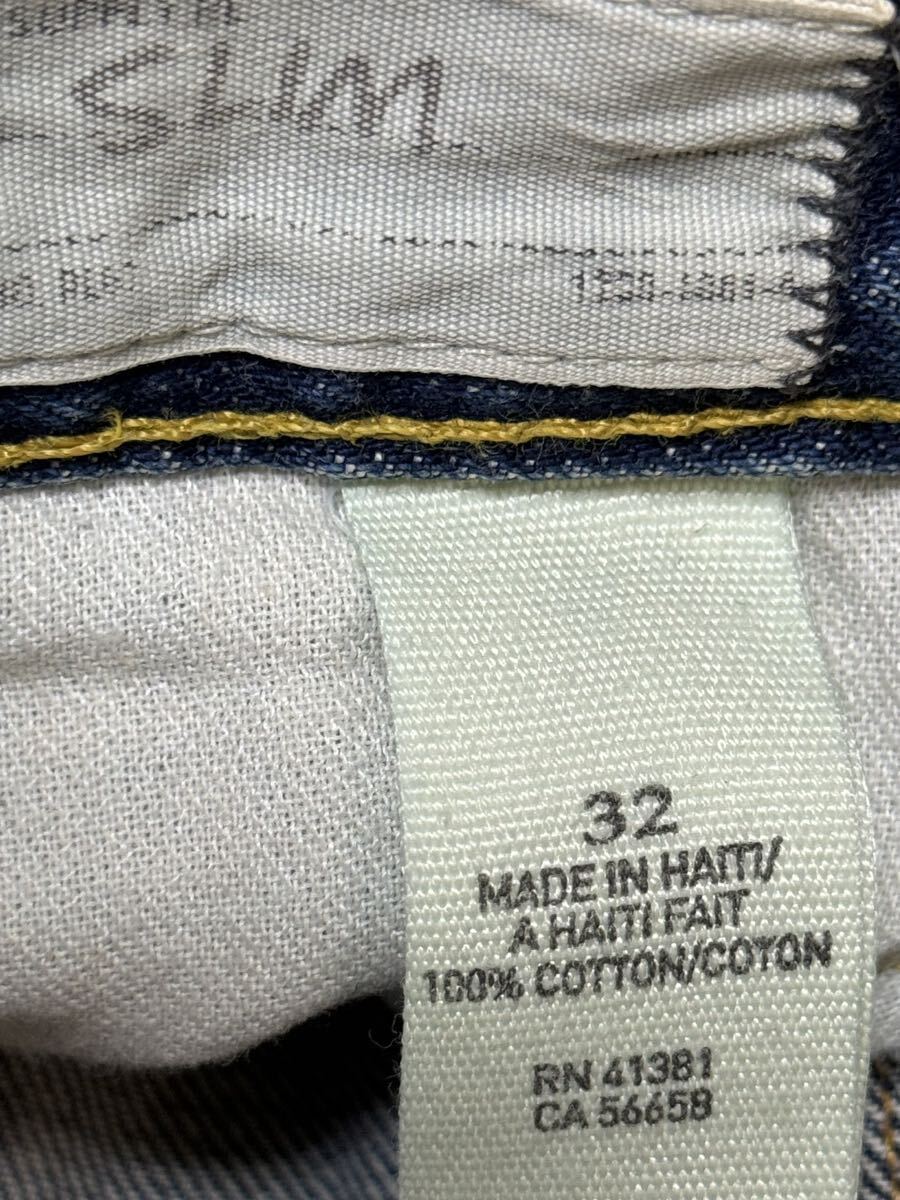 SLIM
32
MADE IN HAITI/
A HAITI FAIT
100% COTTON/COTON
RN 41381
CA 56658